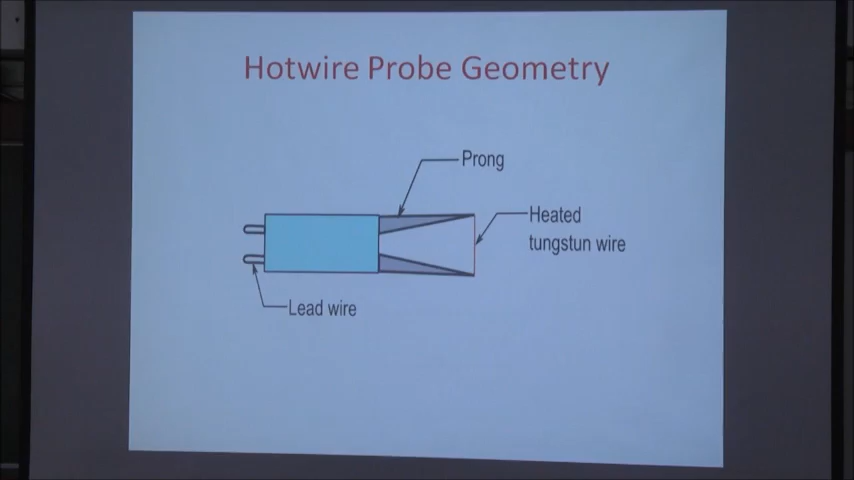 Hotwire Probe Geometry
Prong
Heated
tungstun wire
Lead wire